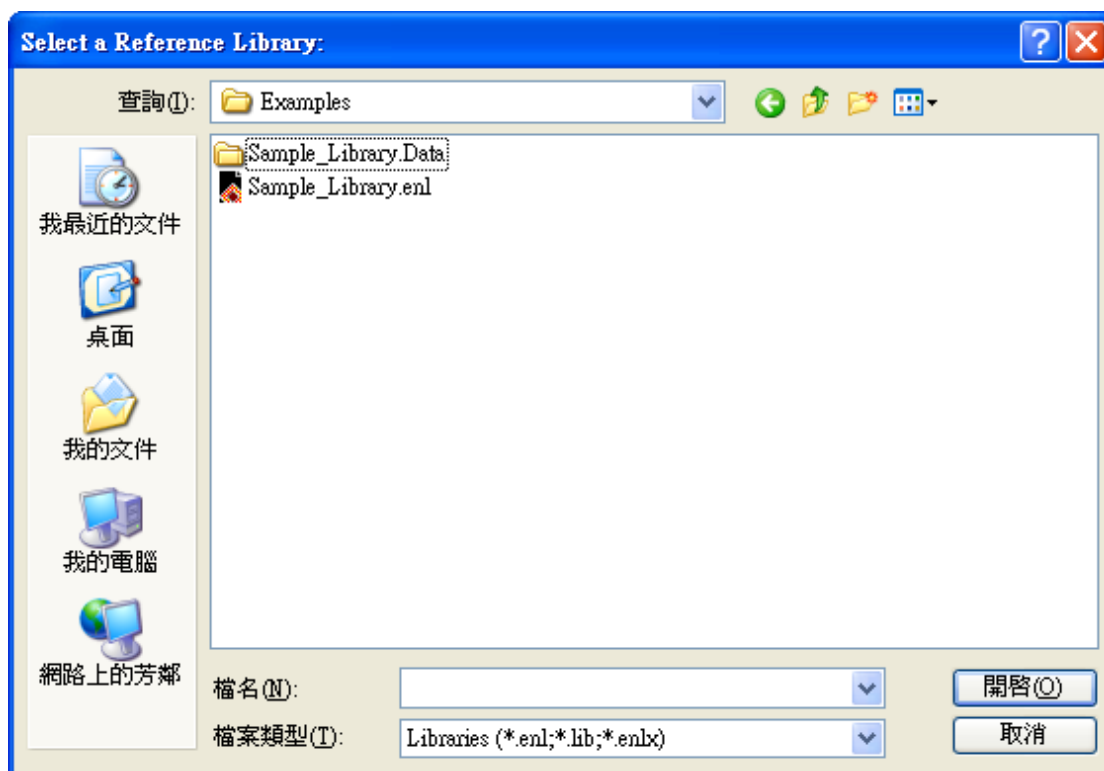 Select a Reference Library:
查詢(I):
Examples
Sample_Library.Data
Sample_Library.enl
我最近的文件
桌面
我的文件
我的電腦
網路上的芳鄰
檔名(N):
開啓(O)
檔案類型(T):
Libraries (*.enl;*.lib;*.enlx)
取消